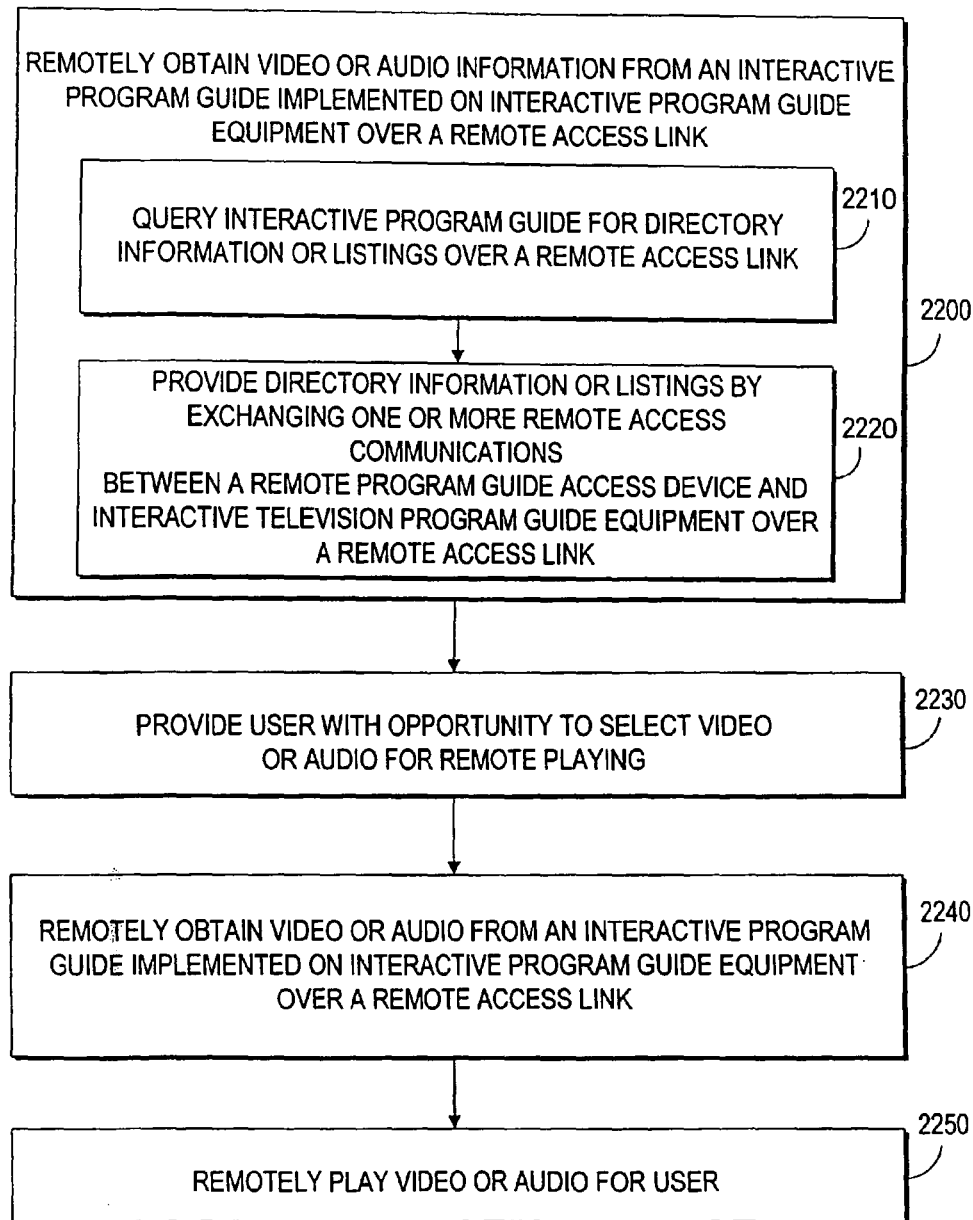 REMOTELY OBTAIN VIDEO OR AUDIO INFORMATION FROM AN INTERACTIVE
PROGRAM GUIDE IMPLEMENTED ON INTERACTIVE PROGRAM GUIDE
EQUIPMENT OVER A REMOTE ACCESS LINK
2210
QUERY INTERACTIVE PROGRAM GUIDE FOR DIRECTORY
INFORMATION OR LISTINGS OVER A REMOTE ACCESS LINK
2200
PROVIDE DIRECTORY INFORMATION OR LISTINGS BY
EXCHANGING ONE OR MORE REMOTE ACCESS
COMMUNICATIONS
2220
BETWEEN A REMOTE PROGRAM GUIDE ACCESS DEVICE AND
INTERACTIVE TELEVISION PROGRAM GUIDE EQUIPMENT OVER
A REMOTE ACCESS LINK
2230
PROVIDE USER WITH OPPORTUNITY TO SELECT VIDEO
OR AUDIO FOR REMOTE PLAYING
2240
REMOTELY OBTAIN VIDEO OR AUDIO FROM AN INTERACTIVE PROGRAM
GUIDE IMPLEMENTED ON INTERACTIVE PROGRAM GUIDE EQUIPMENT
OVER A REMOTE ACCESS LINK
2250
REMOTELY PLAY VIDEO OR AUDIO FOR USER